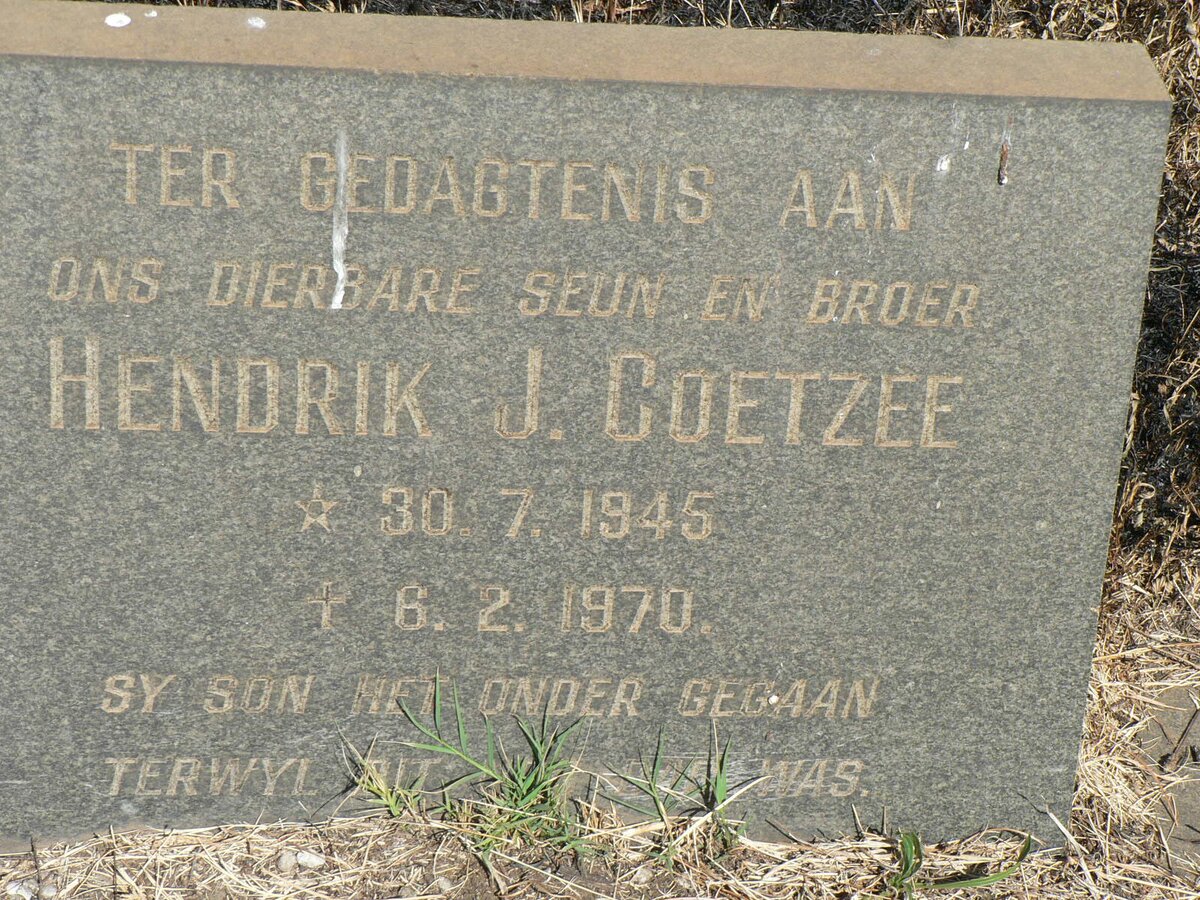 TER GEDAGTENIS AAN
ONS DIERBARE SEUN EN BROER
HENDRIK J. COETZEE
☆ 30. 7. 1945
† 6. 2. 1970.
SY SON HET ONDER GEGAAN
TERWYL DIT WAS.